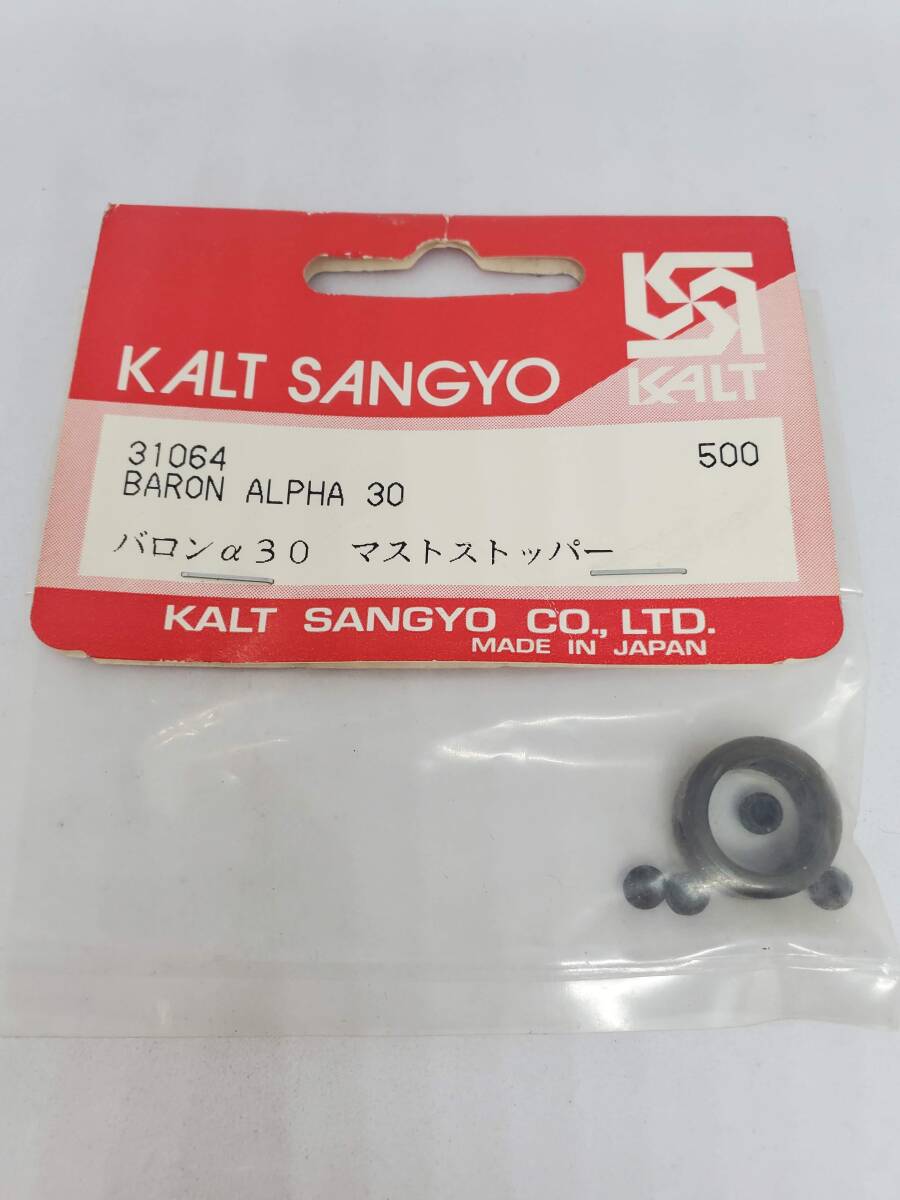 KALT
KALT SANGYO
31064 500
BARON ALPHA 30
バロンα30 マストストッパー
KALT SANGYO CO., LTD.
MADE IN JAPAN